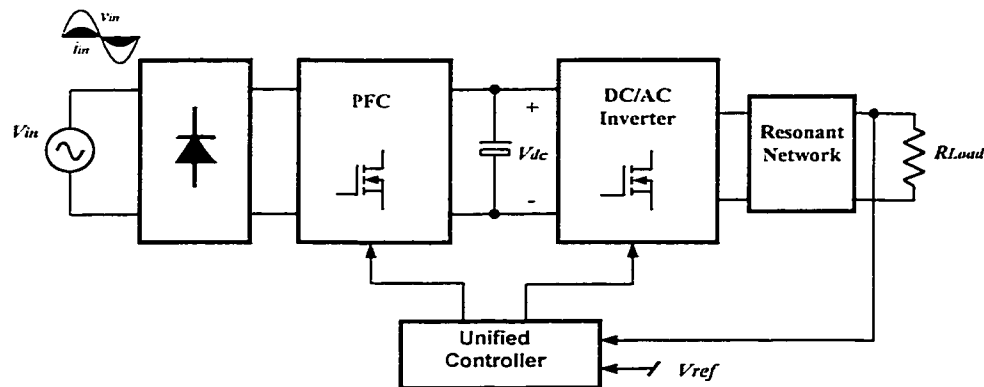 Vin
iin
Vin
PFC
+
Vdc
-
DC/AC
Inverter
Resonant
Network
RLoad
Unified
Controller
Vref